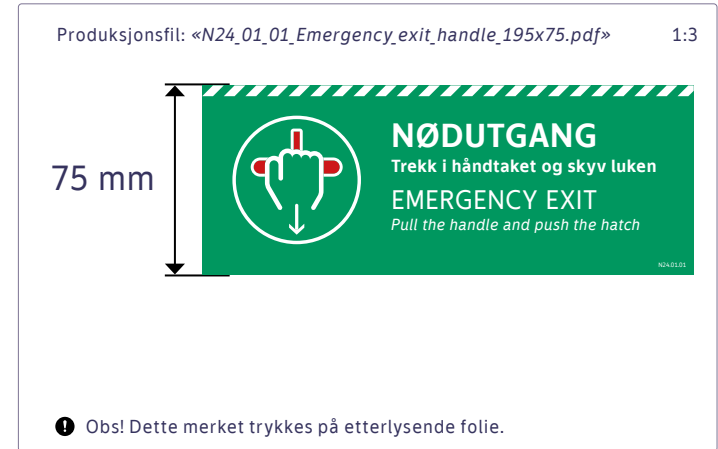 Produksjonsfil: «N24_01_01_Emergency_exit_handle_195x75.pdf» 1:3
75 mm
NØDUTGANG
Trekk i håndtaket og skyv luken
EMERGENCY EXIT
Pull the handle and push the hatch
N24.01.01
! Obs! Dette merket trykkes på etterlysende folie.